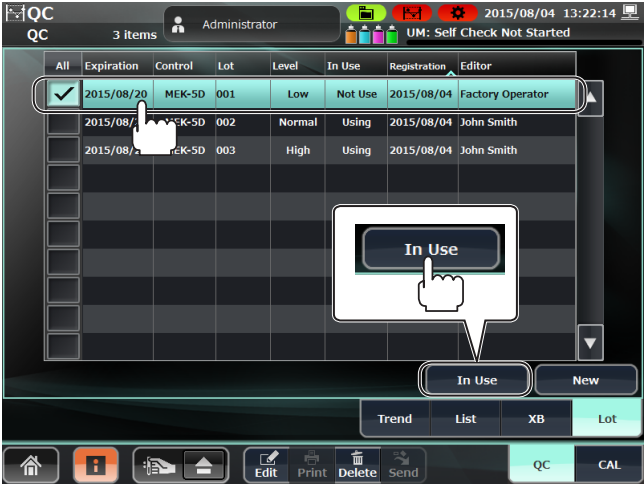 QC
QC 3 items
Administrator
2015/08/04 13:22:14
UM: Self Check Not Started
All Expiration Control Lot Level In Use Registration Editor
2015/08/20 MEK-5D 001 Low Not Use 2015/08/04 Factory Operator
2015/08/ MEK-5D 002 Normal Using 2015/08/04 John Smith
2015/08/ EK-5D 003 High Using 2015/08/04 John Smith
In Use
In Use New
Trend List XB Lot
Edit Print Delete Send QC CAL